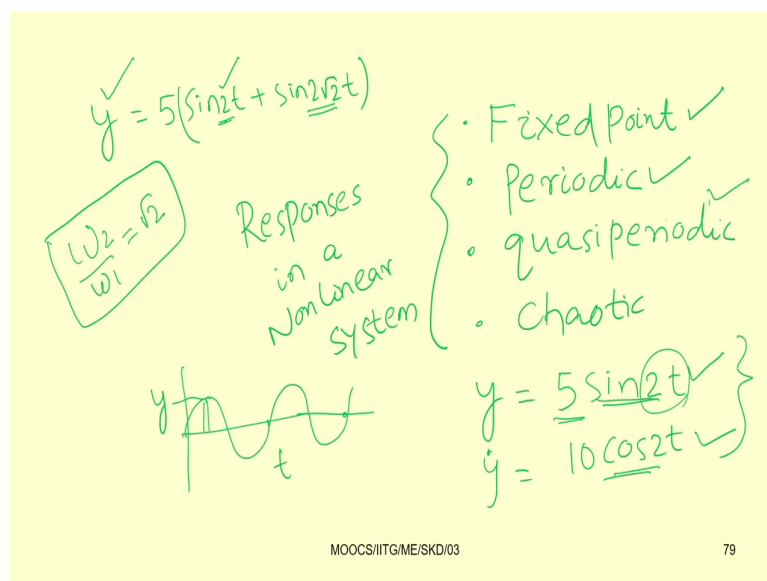 y = 5(sin2t + sin2√2t)
ω2/ω1 = √2
Responses
in a
Nonlinear
system
• Fixed Point
• Periodic
• quasiperiodic
• Chaotic
y
t
y = 5 sin2t
ẏ = 10 cos2t
MOOCS/IITG/ME/SKD/03
79